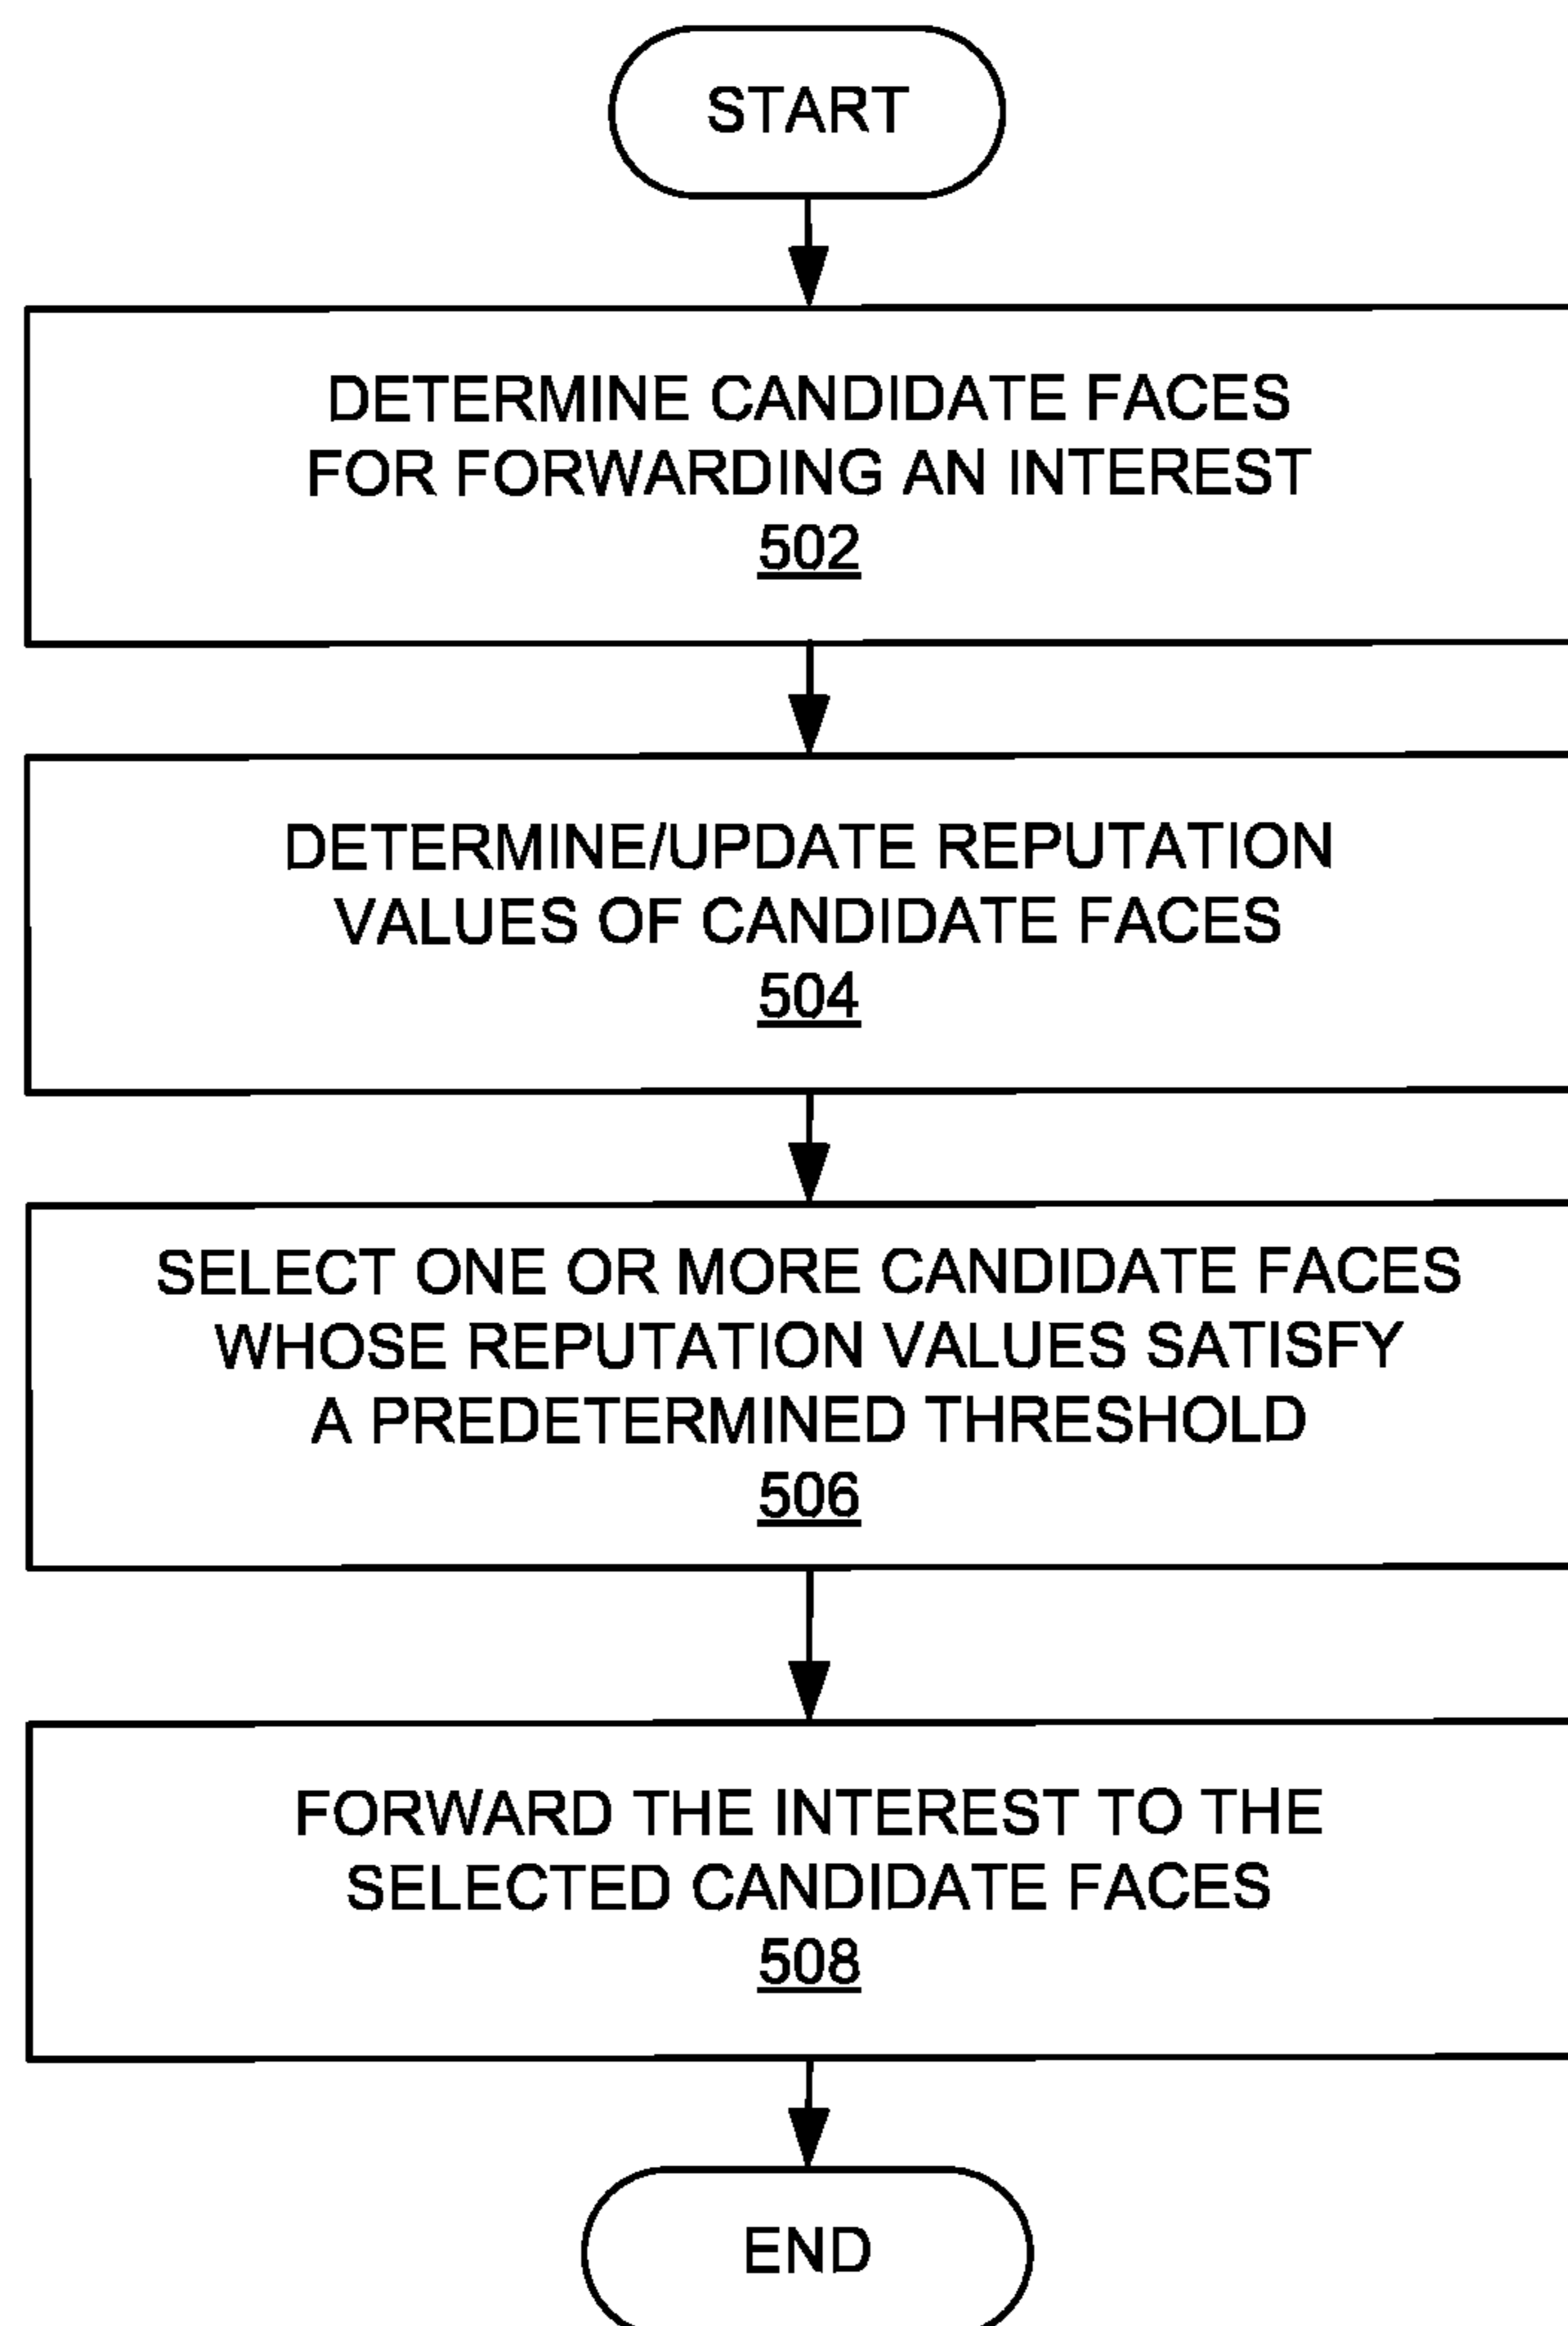 START
DETERMINE CANDIDATE FACES
FOR FORWARDING AN INTEREST
502
DETERMINE/UPDATE REPUTATION
VALUES OF CANDIDATE FACES
504
SELECT ONE OR MORE CANDIDATE FACES
WHOSE REPUTATION VALUES SATISFY
A PREDETERMINED THRESHOLD
506
FORWARD THE INTEREST TO THE
SELECTED CANDIDATE FACES
508
END